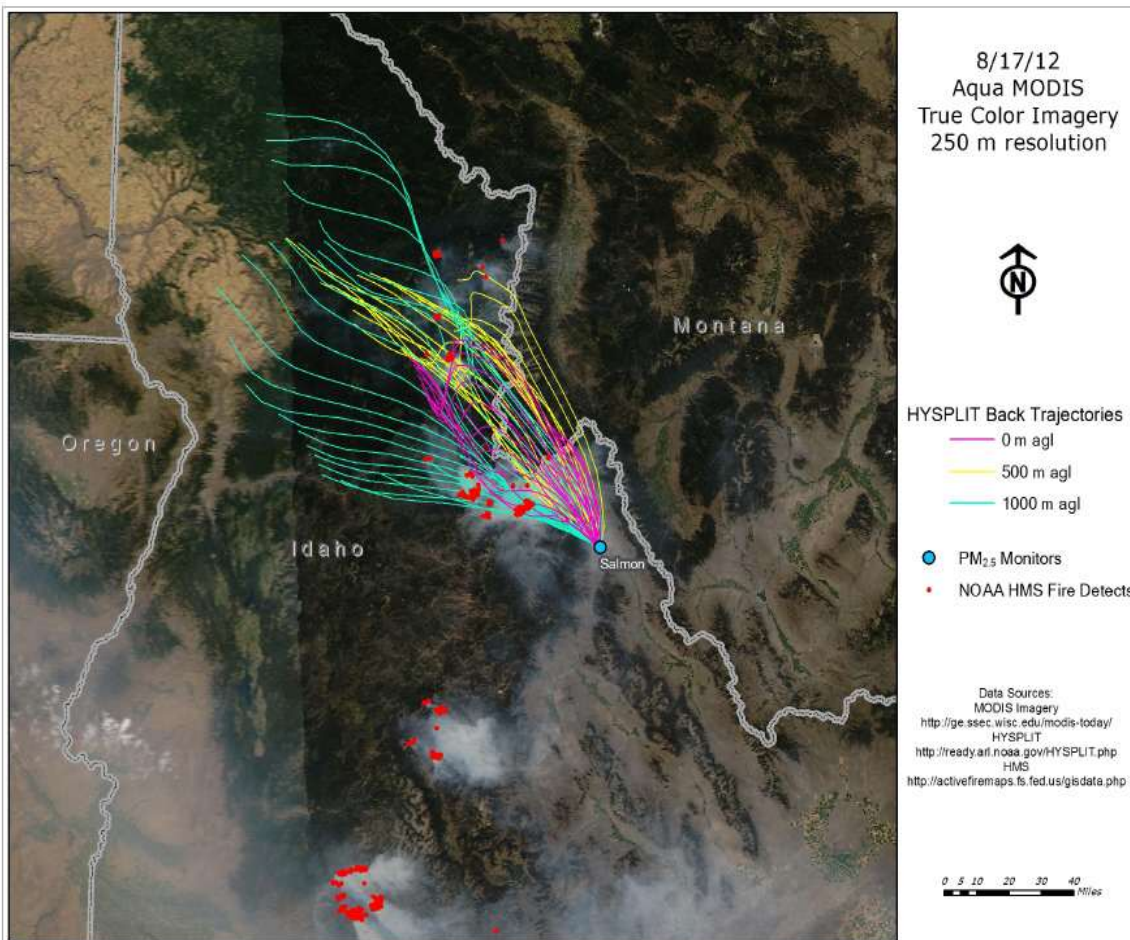 8/17/12
Aqua MODIS
True Color Imagery
250 m resolution
N
Montana
Oregon
Idaho
Salmon
HYSPLIT Back Trajectories
0 m agl
500 m agl
1000 m agl
PM2.5 Monitors
NOAA HMS Fire Detects
Data Sources:
MODIS Imagery
http://ge.ssec.wisc.edu/modis-today/
HYSPLIT
http://ready.arl.noaa.gov/HYSPLIT.php
HMS
http://activefiremaps.fs.fed.us/gisdata.php
0 5 10 20 30 40
Miles